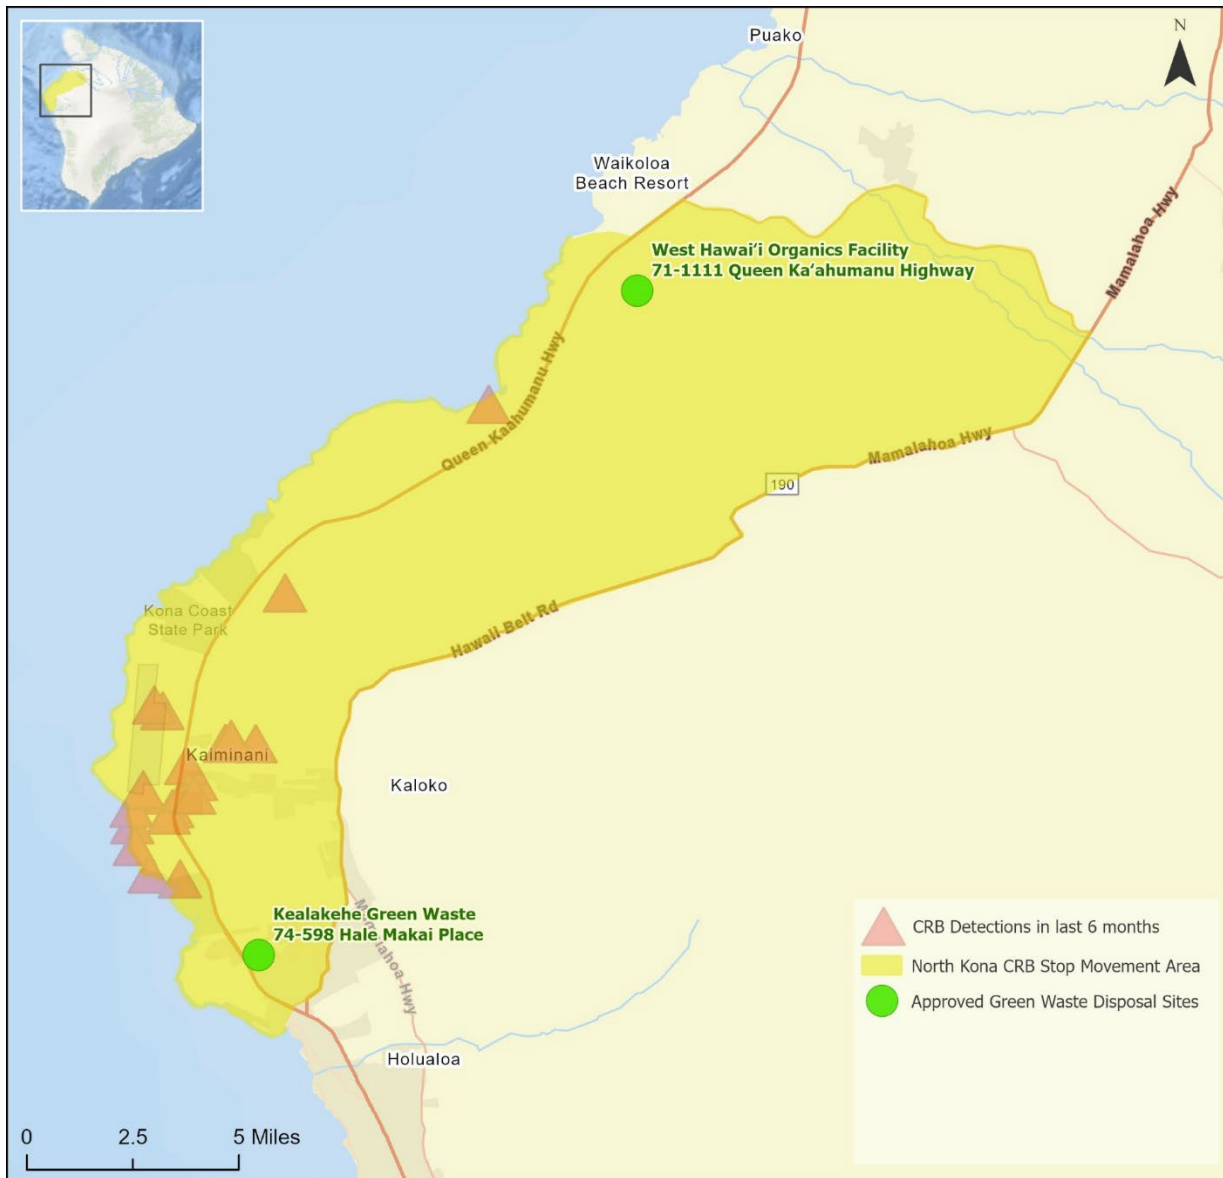 Puako
N
Waikoloa
Beach Resort
Mamalahoa Hwy
West Hawaiʻi Organics Facility
71-1111 Queen Kaʻahumanu Highway
Queen Kaahumanu Hwy
Mamalahoa Hwy
190
Kona Coast
State Park
Hawaii Belt Rd
Kaiminani
Kaloko
Kealakehe Green Waste
74-598 Hale Makai Place
Mamalahoa Hwy
CRB Detections in last 6 months
North Kona CRB Stop Movement Area
Approved Green Waste Disposal Sites
Holualoa
0 2.5 5 Miles